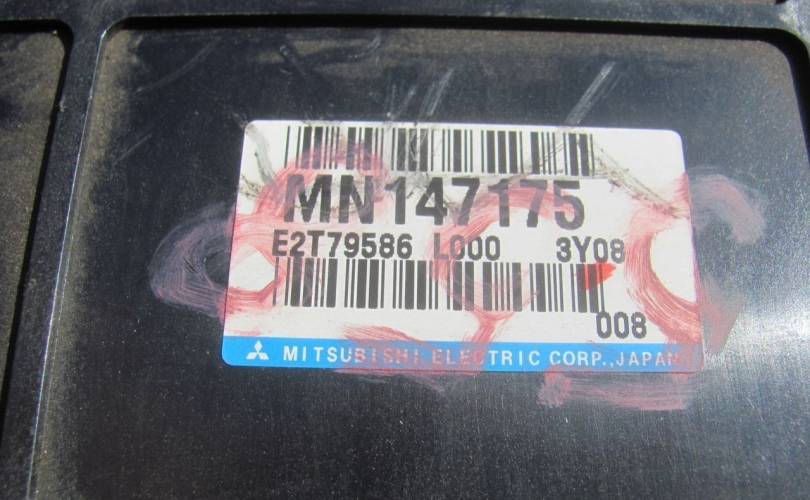 MN147175
E2T79586 L000 3Y08
008
MITSUBISHI ELECTRIC CORP.,JAPAN